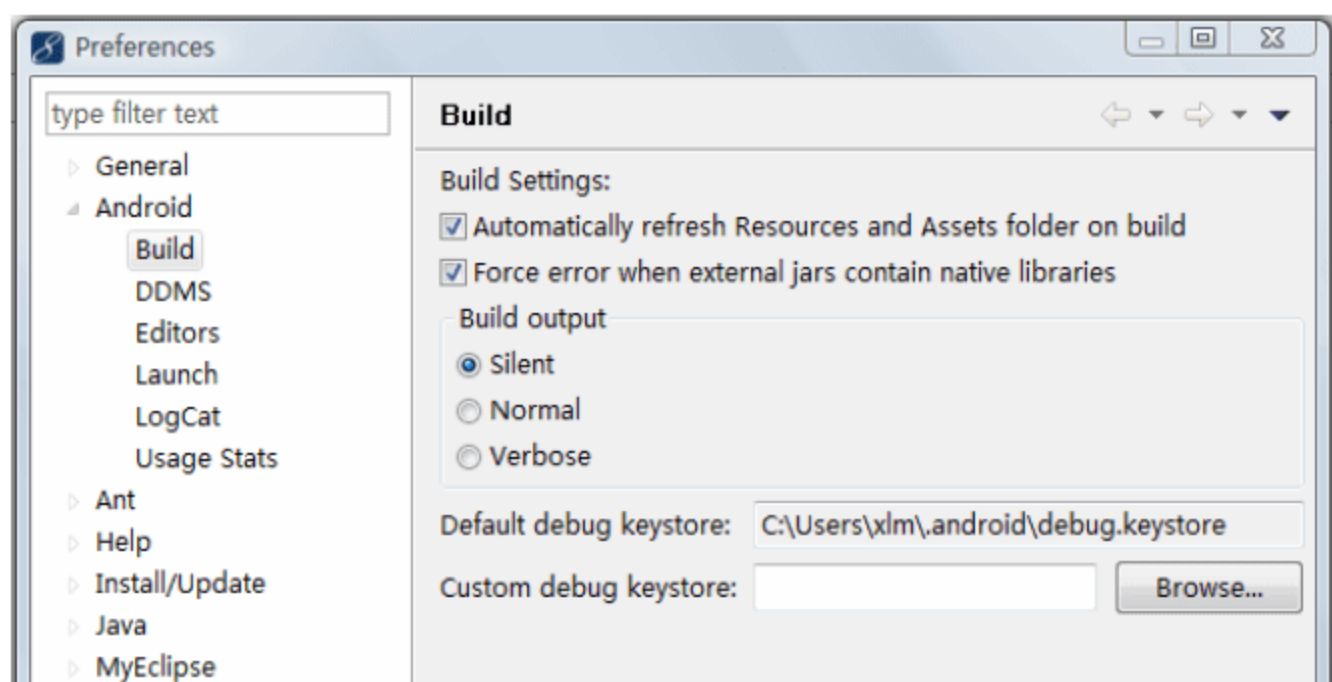 Preferences
type filter text
General
Android
Build
DDMS
Editors
Launch
LogCat
Usage Stats
Ant
Help
Install/Update
Java
MyEclipse
Build
Build Settings:
Automatically refresh Resources and Assets folder on build
Force error when external jars contain native libraries
Build output
Silent
Normal
Verbose
Default debug keystore: C:\Users\xlm\.android\debug.keystore
Custom debug keystore: Browse...